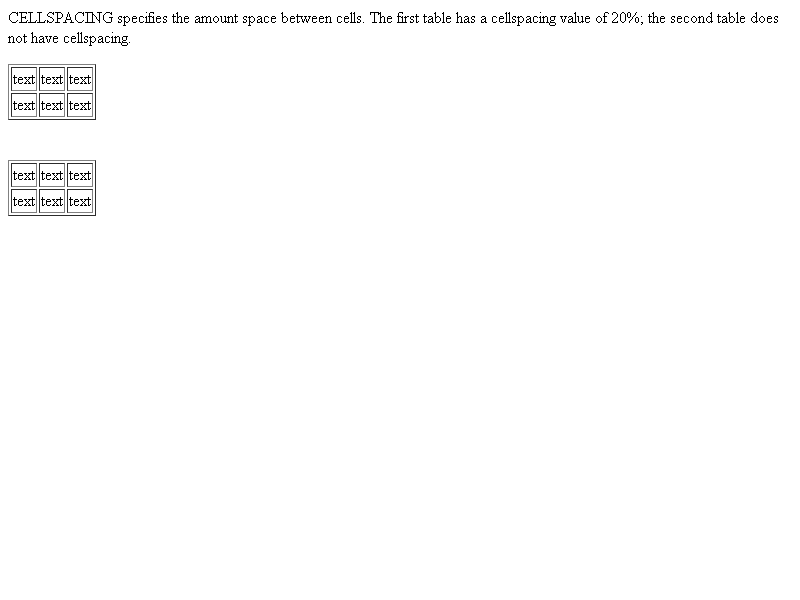 CELLSPACING specifies the amount space between cells. The first table has a cellspacing value of 20%; the second table does
not have cellspacing.
text text text
text text text
text text text
text text text